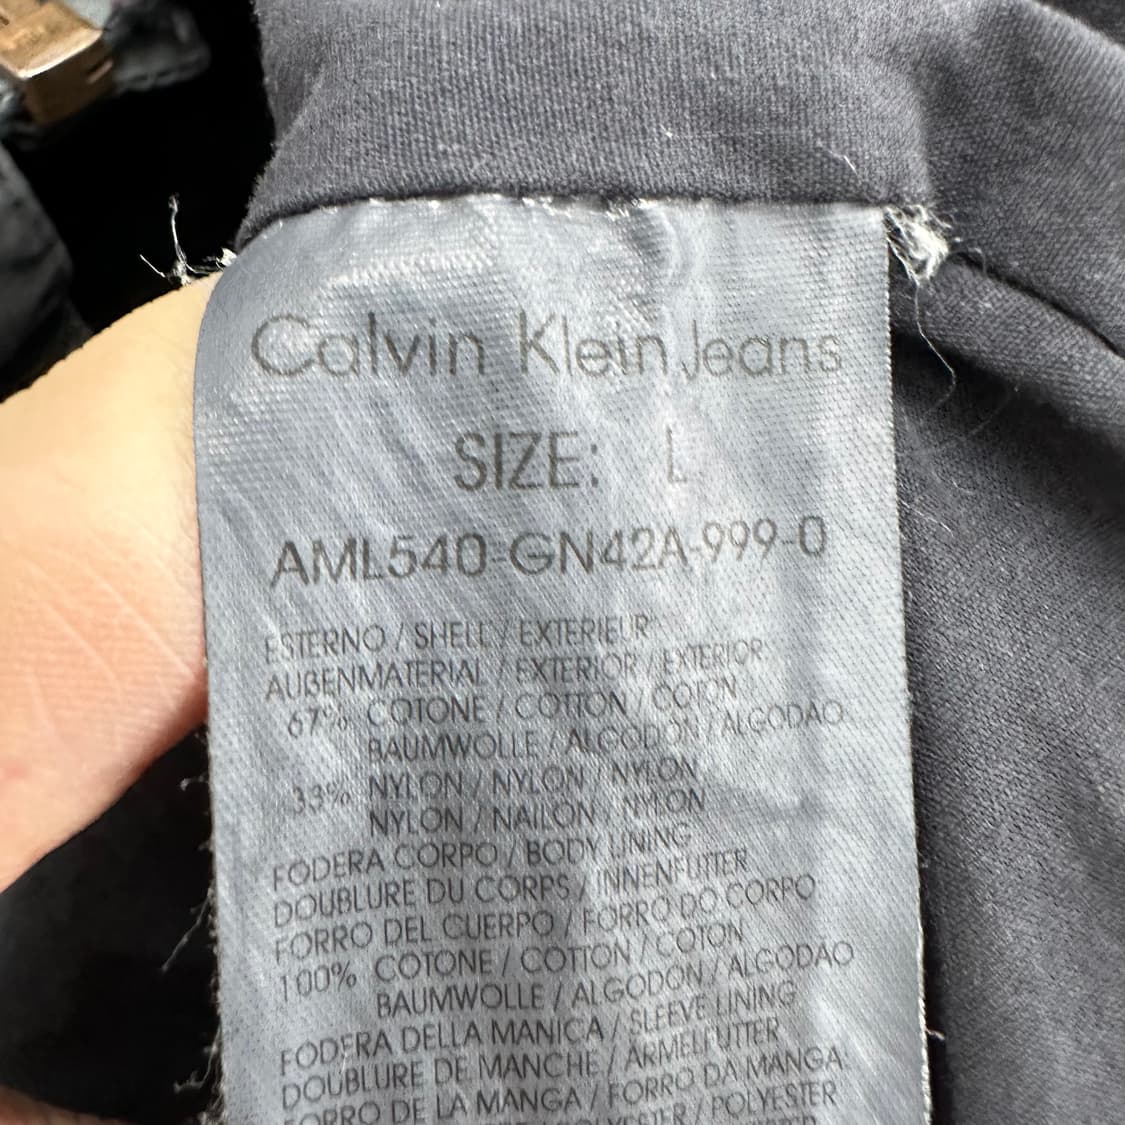 Calvin Klein Jeans
SIZE: L
AML540-GN42A-999-0
ESTERNO / SHELL / EXTERIEUR
AUßENMATERIAL / EXTERIOR / EXTERIOR
67% COTONE / COTTON / COTON
BAUMWOLLE / ALGODON / ALGODAO
33% NYLON / NYLON / NYLON
NYLON / NAILON / NYLON
FODERA CORPO / BODY LINING
DOUBLURE DU CORPS / INNENFUTTER
FORRO DEL CUERPO / FORRO DO CORPO
100% COTONE / COTTON / COTON
BAUMWOLLE / ALGODON / ALGODAO
FODERA DELLA MANICA / SLEEVE LINING
DOUBLURE DE MANCHE / ÄRMELFUTTER
FORRO DE LA MANGA / FORRO DA MANGA
POLYESTER / POLYESTER